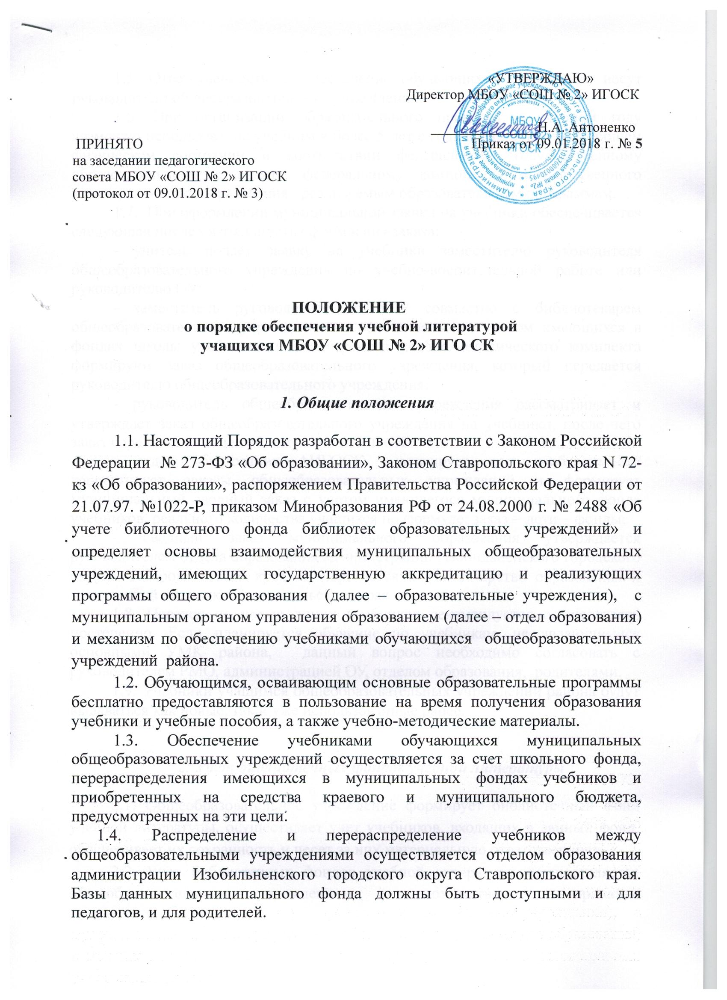 «УТВЕРЖДАЮ»
Директор МБОУ «СОШ № 2» ИГОСК
Н.А. Антоненко
Приказ от 09.01.2018 г. № 5
МБОУ
«СОШ №2»
ИГОСК
ПРИНЯТО
на заседании педагогического
совета МБОУ «СОШ № 2» ИГОСК
(протокол от 09.01.2018 г. № 3)
ПОЛОЖЕНИЕ
о порядке обеспечения учебной литературой
учащихся МБОУ «СОШ № 2» ИГО СК
1. Общие положения
1.1. Настоящий Порядок разработан в соответствии с Законом Российской
Федерации № 273-ФЗ «Об образовании», Законом Ставропольского края N 72-
кз «Об образовании», распоряжением Правительства Российской Федерации от
21.07.97. №1022-Р, приказом Минобразования РФ от 24.08.2000 г. № 2488 «Об
учете библиотечного фонда библиотек образовательных учреждений» и
определяет основы взаимодействия муниципальных общеобразовательных
учреждений, имеющих государственную аккредитацию и реализующих
программы общего образования (далее – образовательные учреждения), с
муниципальным органом управления образованием (далее – отдел образования)
и механизм по обеспечению учебниками обучающихся общеобразовательных
учреждений района.
1.2. Обучающимся, осваивающим основные образовательные программы
бесплатно предоставляются в пользование на время получения образования
учебники и учебные пособия, а также учебно-методические материалы.
1.3. Обеспечение учебниками обучающихся муниципальных
общеобразовательных учреждений осуществляется за счет школьного фонда,
перераспределения имеющихся в муниципальных фондах учебников и
приобретенных на средства краевого и муниципального бюджета,
предусмотренных на эти цели.
1.4. Распределение и перераспределение учебников между
общеобразовательными учреждениями осуществляется отделом образования
администрации Изобильненского городского округа Ставропольского края.
Базы данных муниципального фонда должны быть доступными и для
педагогов, и для родителей.